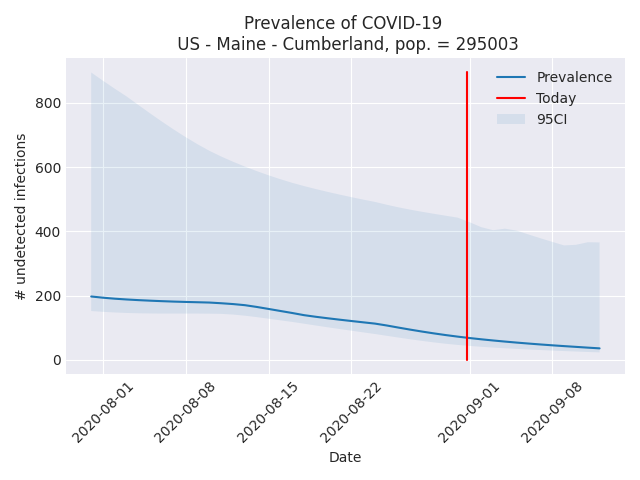 Prevalence of COVID-19
US - Maine - Cumberland, pop. = 295003
Prevalence
Today
95CI
# undetected infections
800
600
400
200
0
2020-08-01
2020-08-08
2020-08-15
2020-08-22
2020-09-01
2020-09-08
Date